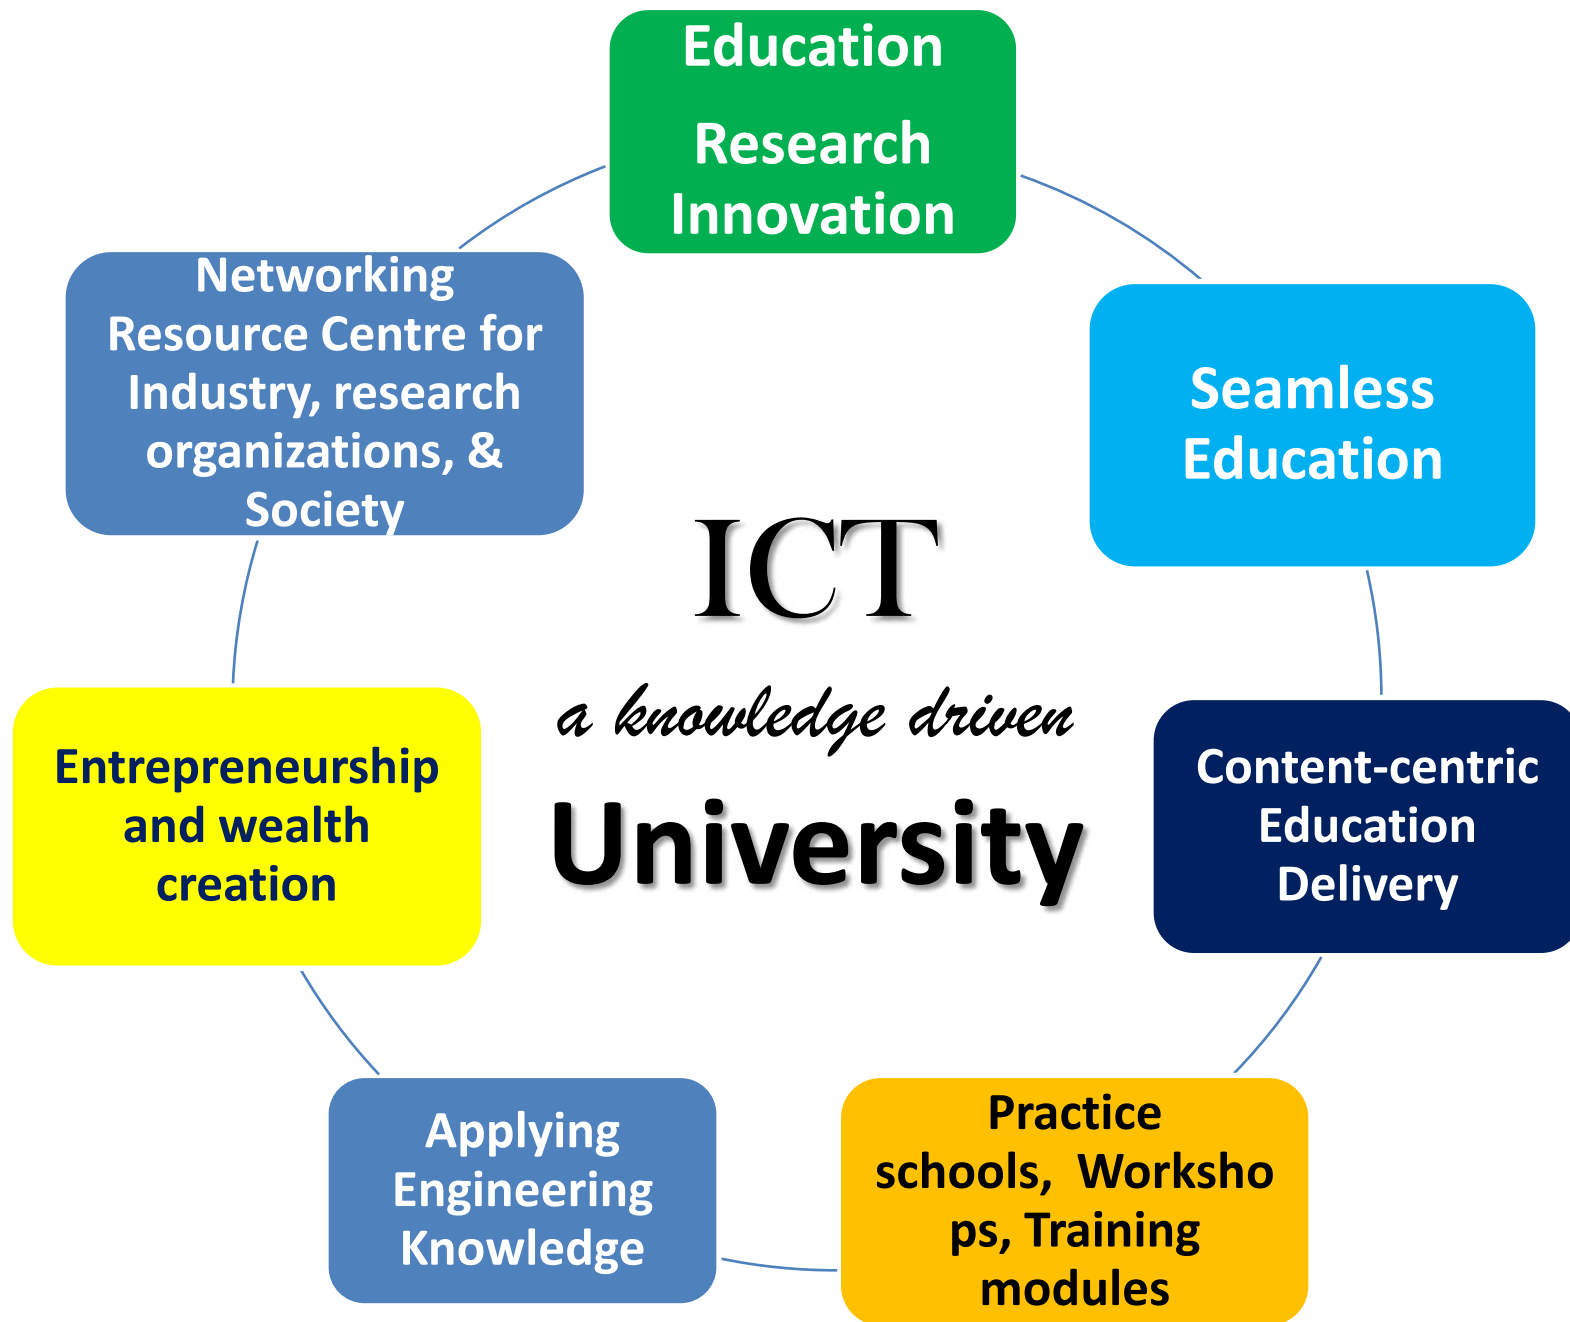 Education
Research
Innovation
Seamless
Education
Content-centric
Education
Delivery
Practice
schools,  Worksho
ps, Training
modules
Applying
Engineering
Knowledge
Entrepreneurship
and wealth
creation
Networking
Resource Centre for
Industry, research
organizations, &
Society
ICT
a knowledge driven
University